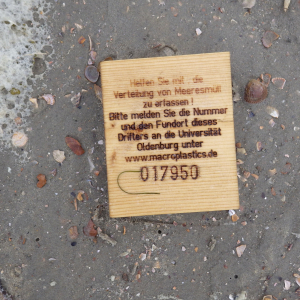 Helfen Sie mit , die
Verteilung von Meeresmüll
zu erfassen !
Bitte melden Sie die Nummer
und den Fundort dieses
Drifters an die Universität
Oldenburg unter
www.macroplastics.de
017950